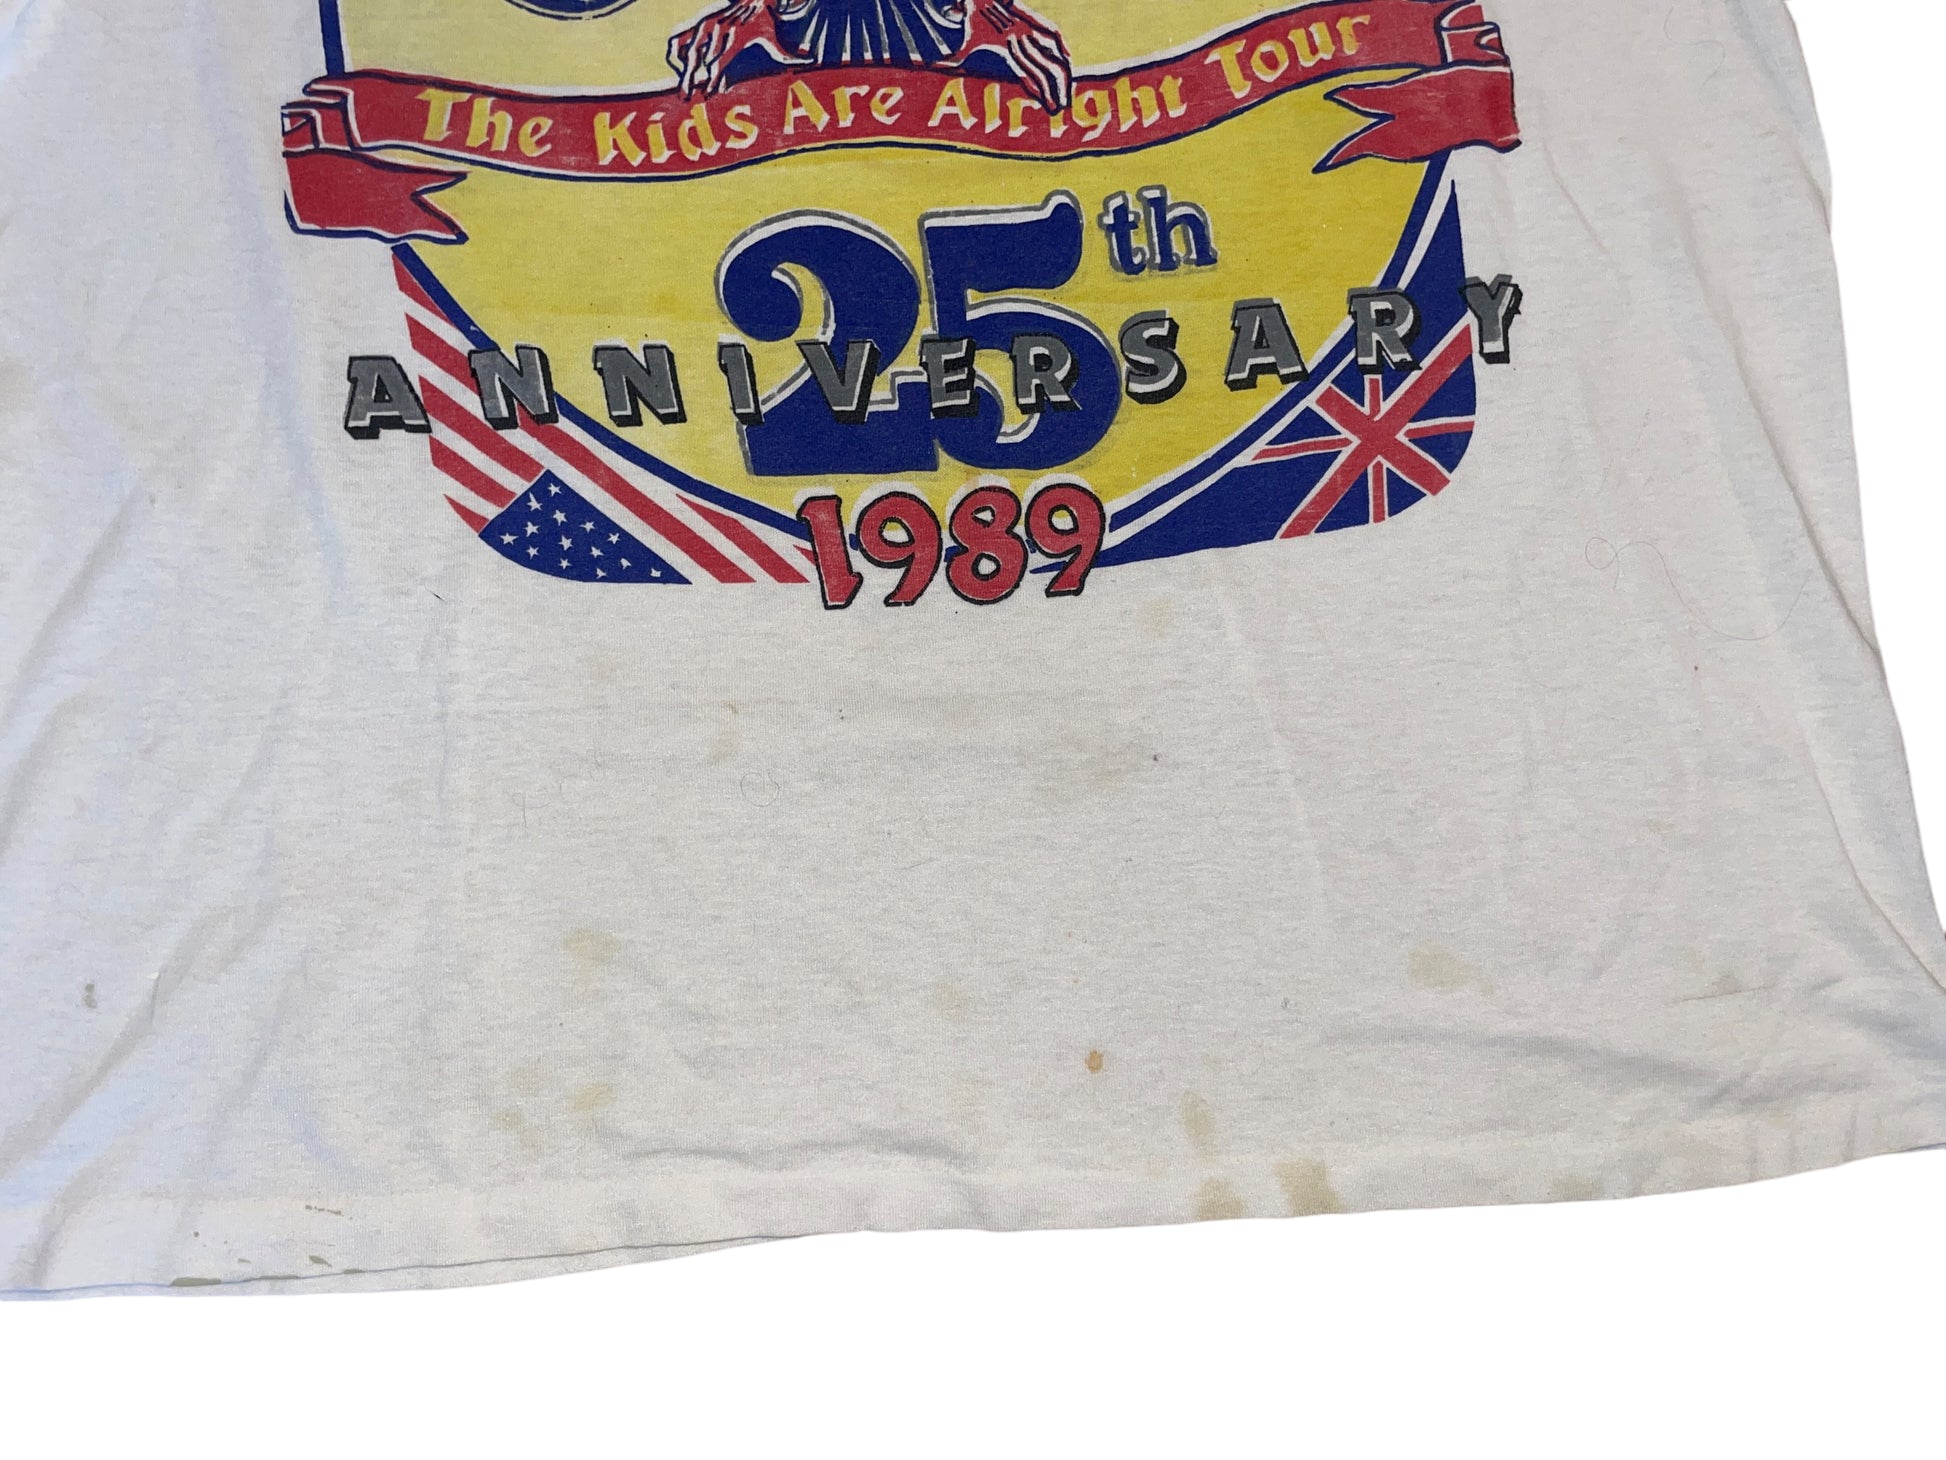 The Kids Are Alright Tour
25th
ANNIVERSARY
1989